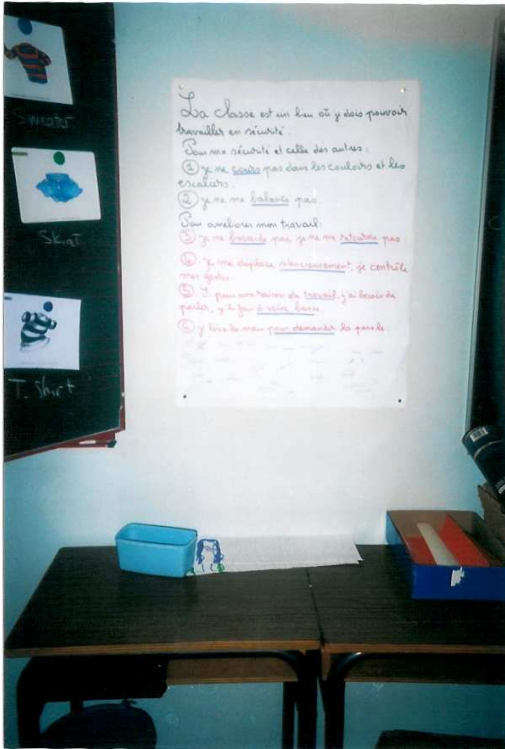 Sweater
Skirt
T. Shirt
La classe est un lieu où je dois pouvoir
travailler en sécurité.
Pour ma sécurité et celle des autres :
① je ne cours pas dans les couloirs et les
escaliers.
② je ne me balance pas.
Pour améliorer mon travail :
③ je ne bavarde pas, je ne me retourne pas
④ je me déplace silencieusement, je contrôle
mes gestes.
⑤ Si pour une raison de travail, j'ai besoin de
parler, je le fais à voix basse.
⑥ je lève la main pour demander la parole.